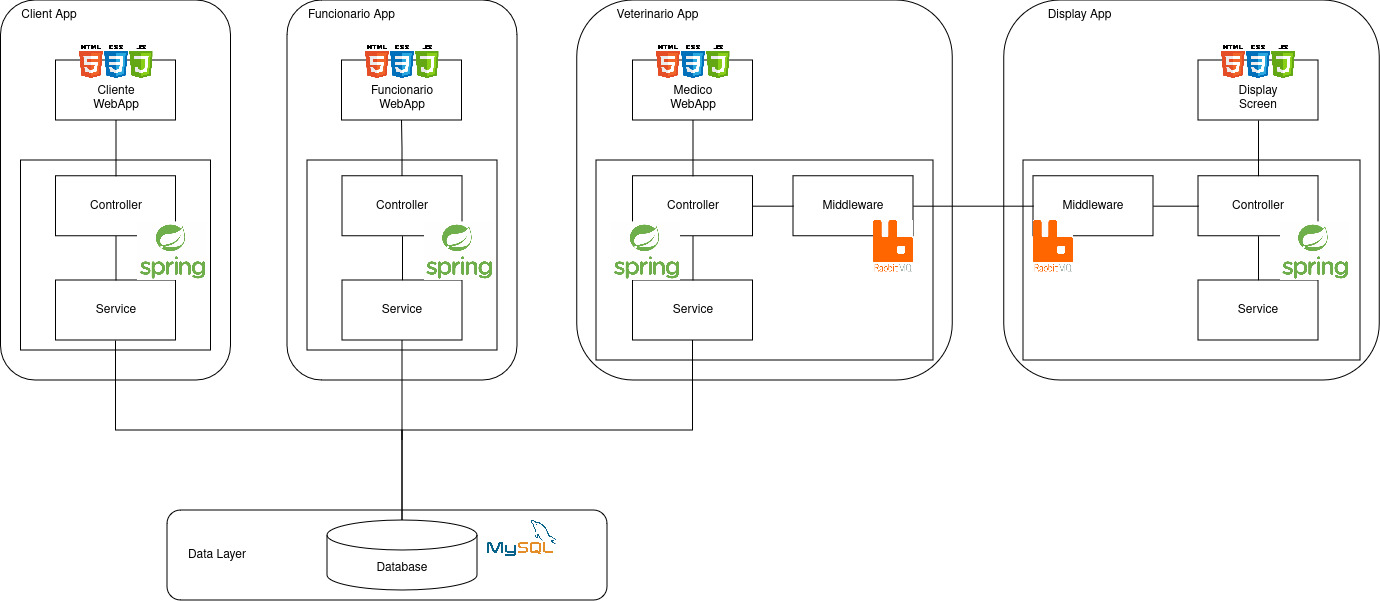 Client App
Funcionario App
Veterinario App
Display App
HTML CSS JS
HTML CSS JS
HTML CSS JS
HTML CSS JS
Cliente
WebApp
Funcionario
WebApp
Medico
WebApp
Display
Screen
Controller
Controller
Controller
Middleware
Middleware
Controller
spring
spring
spring
RabbitMQ
RabbitMQ
spring
Service
Service
Service
Service
MySQL
Data Layer
Database